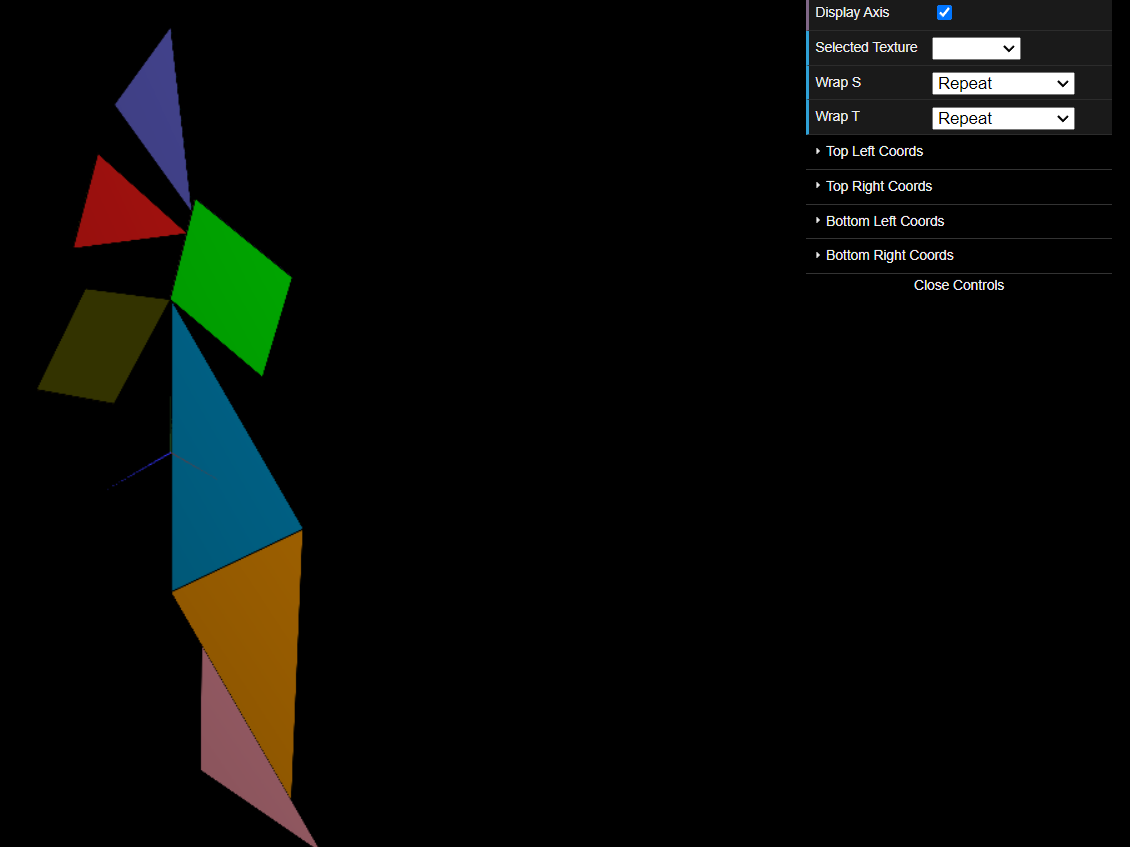 Display Axis
Selected Texture
Wrap S Repeat
Wrap T Repeat
Top Left Coords
Top Right Coords
Bottom Left Coords
Bottom Right Coords
Close Controls